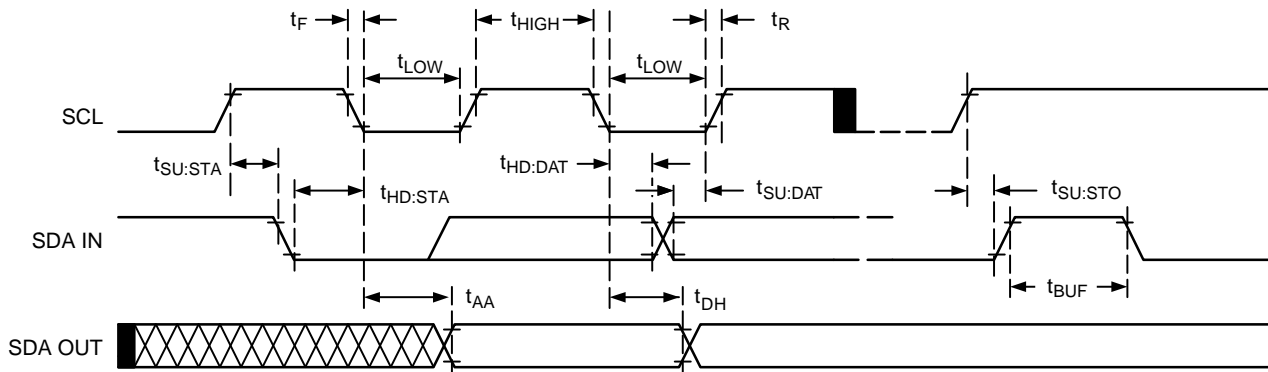 tF tHIGH tR
tLOW tLOW
SCL
tSU:STA tHD:DAT
tHD:STA tSU:DAT tSU:STO
SDA IN
tAA tDH tBUF
SDA OUT